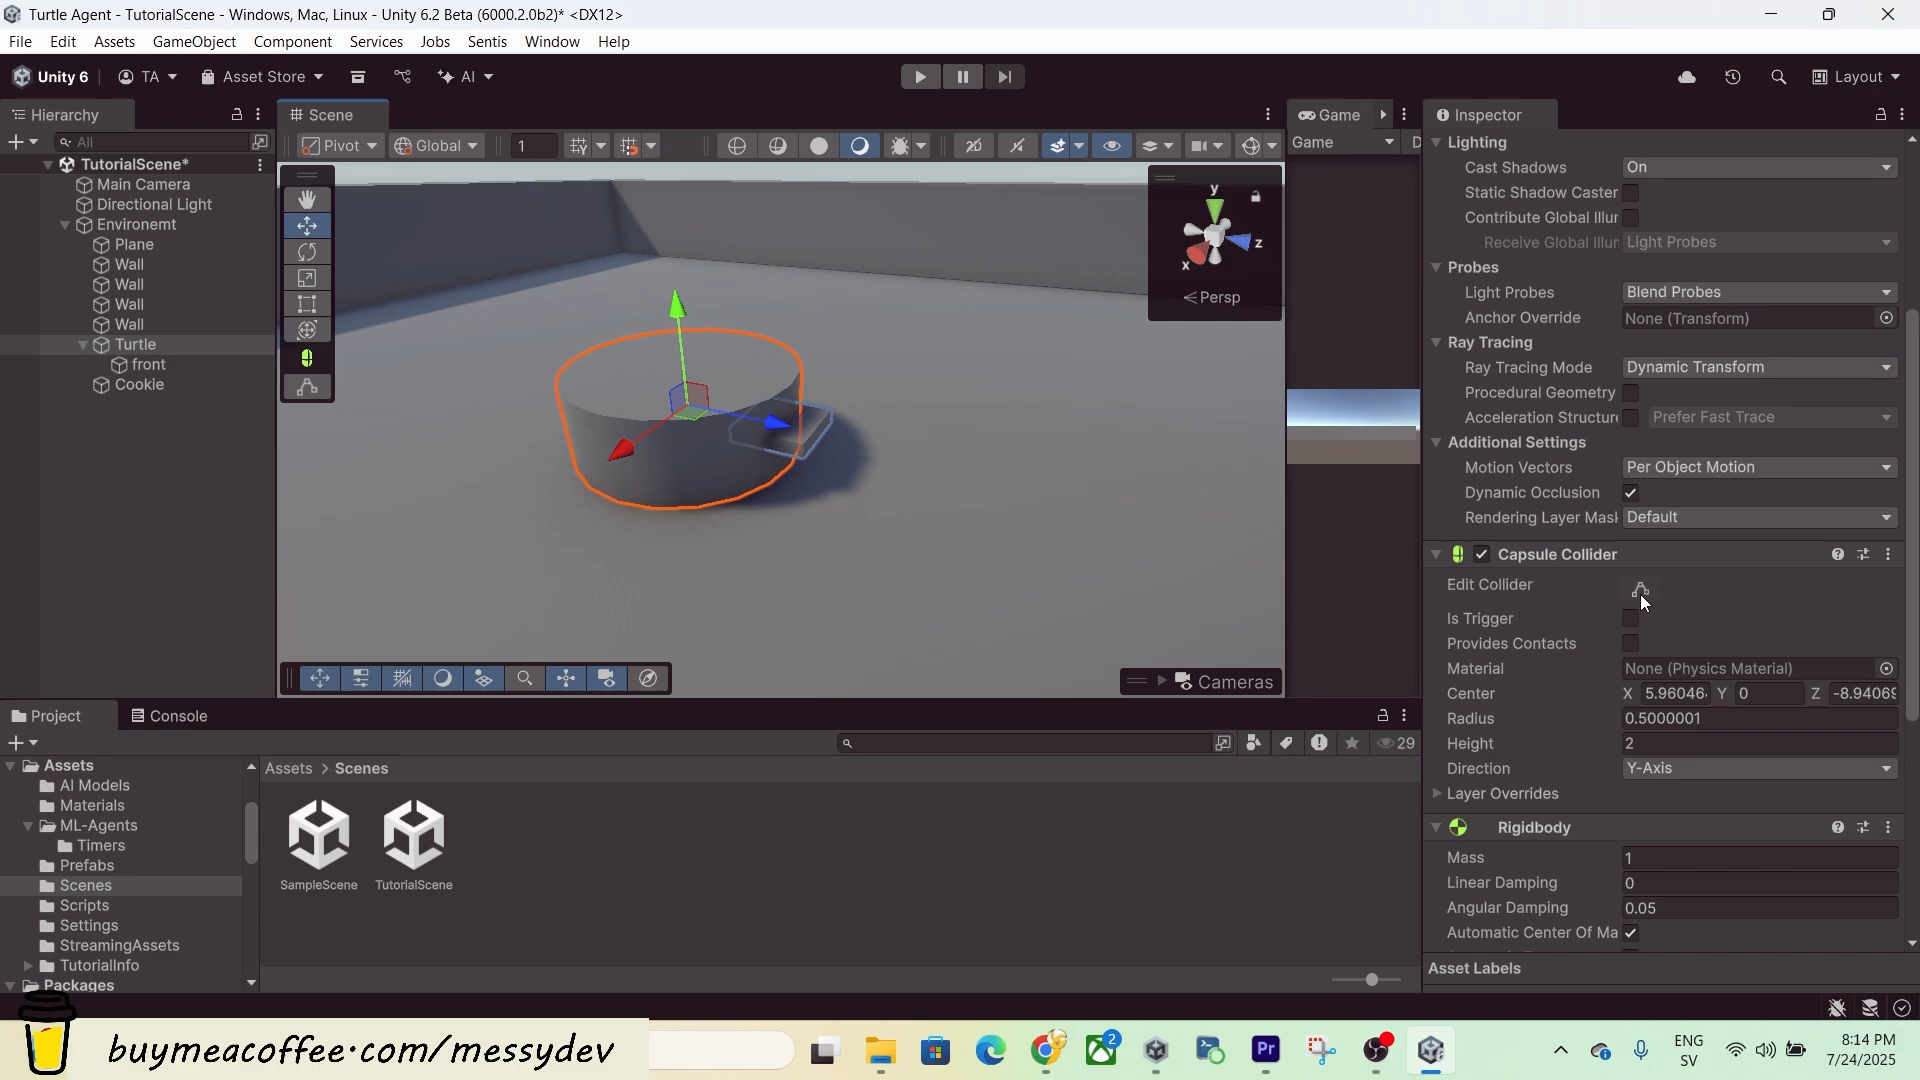 Turtle Agent - TutorialScene - Windows, Mac, Linux - Unity 6.2 Beta (6000.2.0b2)* <DX12>
File Edit Assets GameObject Component Services Jobs Sentis Window Help
Unity 6 TA Asset Store AI Layout
Hierarchy
All
TutorialScene*
Main Camera
Directional Light
Environemt
Plane
Wall
Wall
Wall
Wall
Turtle
front
Cookie
Scene
Pivot Global 1
y
z
x
Persp
Cameras
Game
Game
Inspector
Lighting
Cast Shadows On
Static Shadow Caster
Contribute Global Illur
Receive Global Illur Light Probes
Probes
Light Probes Blend Probes
Anchor Override None (Transform)
Ray Tracing
Ray Tracing Mode Dynamic Transform
Procedural Geometry
Acceleration Structur Prefer Fast Trace
Additional Settings
Motion Vectors Per Object Motion
Dynamic Occlusion
Rendering Layer Mas Default
Capsule Collider
Edit Collider
Is Trigger
Provides Contacts
Material None (Physics Material)
Center X 5.96046 Y 0 Z -8.94069
Radius 0.5000001
Height 2
Direction Y-Axis
Layer Overrides
Rigidbody
Mass 1
Linear Damping 0
Angular Damping 0.05
Automatic Center Of Ma
Asset Labels
Project Console
29
Assets
AI Models
Materials
ML-Agents
Timers
Prefabs
Scenes
Scripts
Settings
StreamingAssets
TutorialInfo
Packages
Assets > Scenes
SampleScene TutorialScene
buymeacoffee.com/messydev
2
Pr
ENG
SV
8:14 PM
7/24/2025